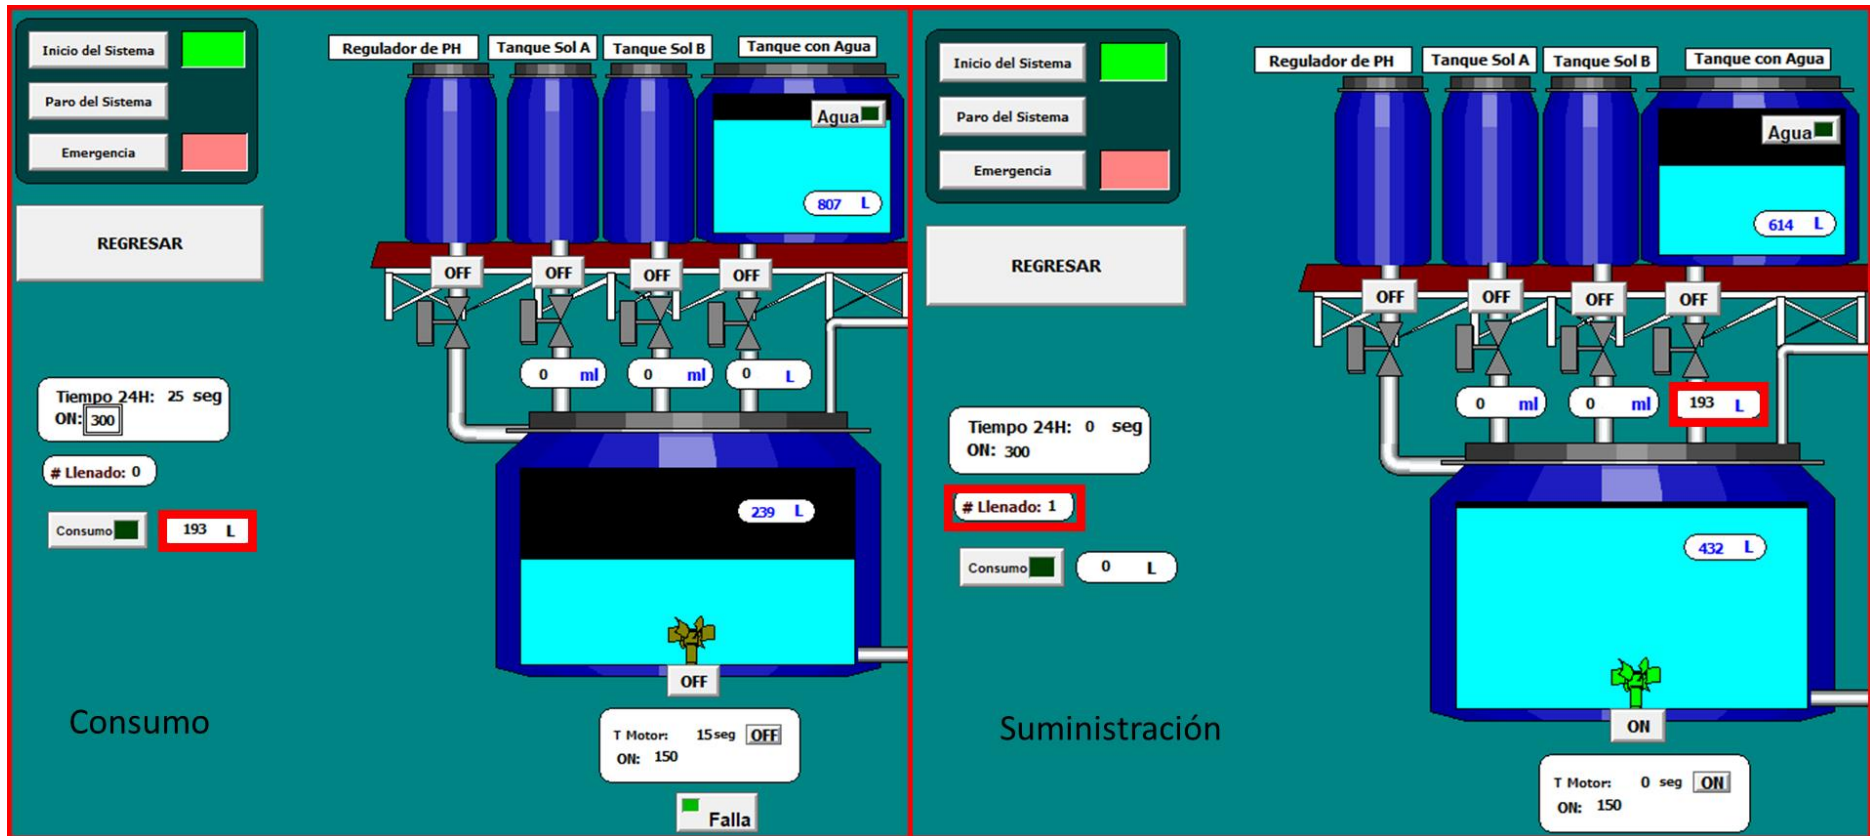 Inicio del Sistema
Paro del Sistema
Emergencia
REGRESAR
Regulador de PH
Tanque Sol A
Tanque Sol B
Tanque con Agua
Agua
807 L
OFF
OFF
OFF
OFF
0 ml
0 ml
0 L
Tiempo 24H: 25 seg
ON: 300
# Llenado: 0
Consumo
193 L
239 L
OFF
T Motor: 15 seg OFF
ON: 150
Falla
Consumo
Inicio del Sistema
Paro del Sistema
Emergencia
REGRESAR
Regulador de PH
Tanque Sol A
Tanque Sol B
Tanque con Agua
Agua
614 L
OFF
OFF
OFF
OFF
0 ml
0 ml
193 L
Tiempo 24H: 0 seg
ON: 300
# Llenado: 1
Consumo
0 L
432 L
ON
T Motor: 0 seg ON
ON: 150
Suministración